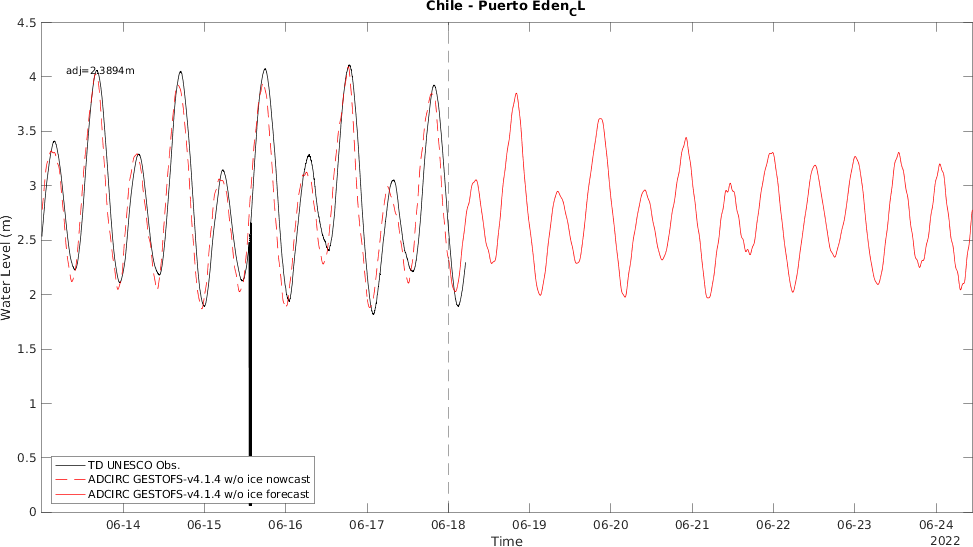 Chile - Puerto Eden_CL
4.5
4
3.5
3
2.5
2
1.5
1
0.5
0
adj=2.3894m
Water Level (m)
TD UNESCO Obs.
ADCIRC GESTOFS-v4.1.4 w/o ice nowcast
ADCIRC GESTOFS-v4.1.4 w/o ice forecast
06-14 06-15 06-16 06-17 06-18 06-19 06-20 06-21 06-22 06-23 06-24
Time
2022